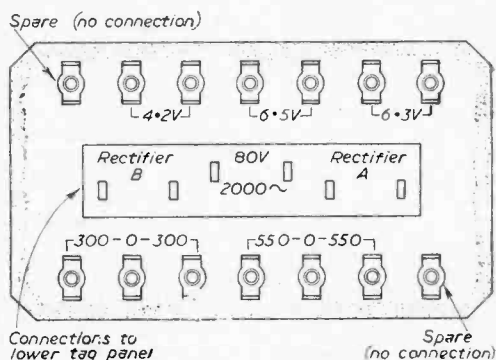 Spare (no connection)
4·2V 6·5V 6·3V
Rectifier B
80V
2000~
Rectifier A
300-0-300 550-0-550
Connections to
lower tag panel
Spare
(no connection)